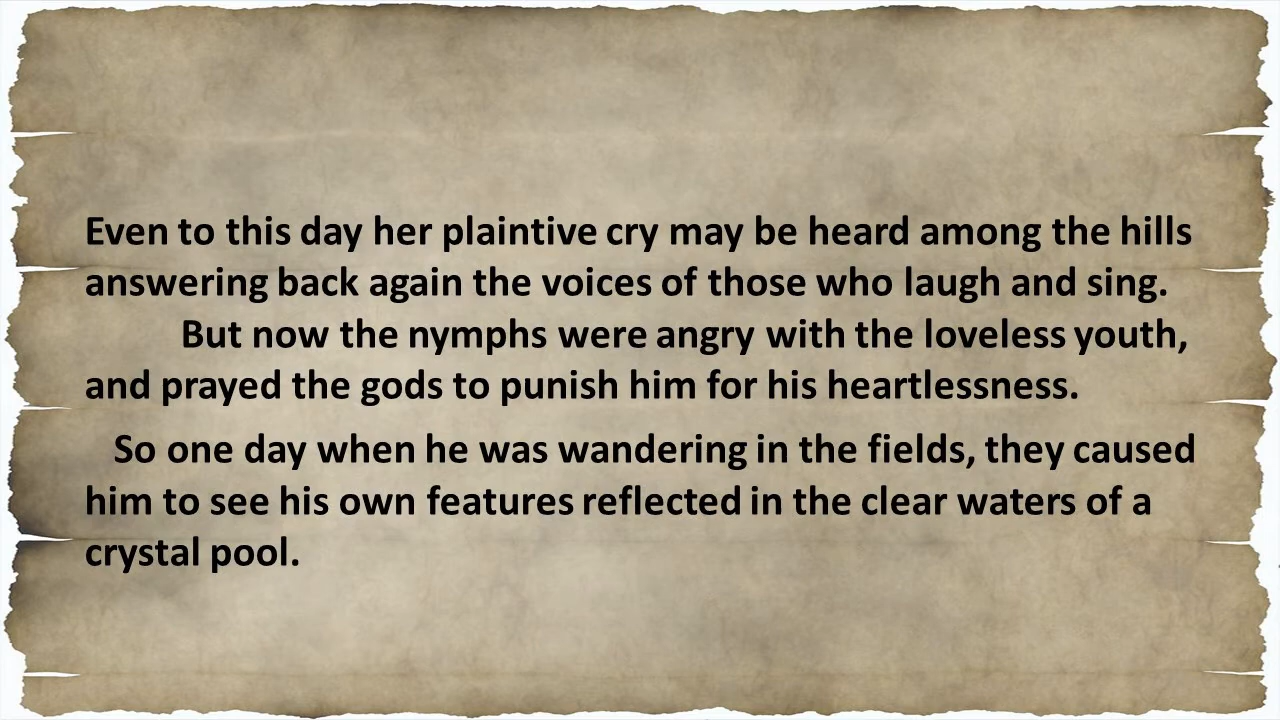 Even to this day her plaintive cry may be heard among the hills
answering back again the voices of those who laugh and sing.
But now the nymphs were angry with the loveless youth,
and prayed the gods to punish him for his heartlessness.
So one day when he was wandering in the fields, they caused
him to see his own features reflected in the clear waters of a
crystal pool.